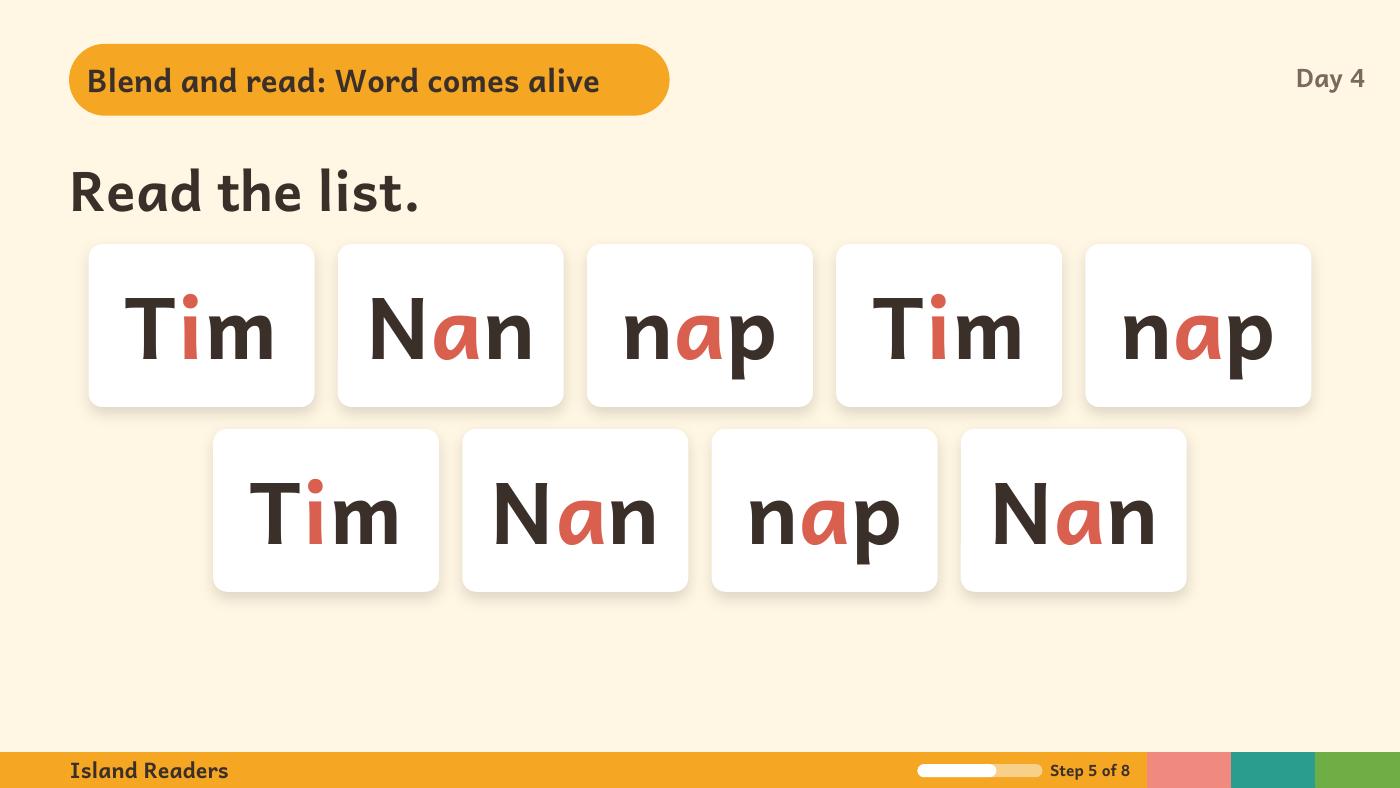 Blend and read: Word comes alive
Day 4
Read the list.
Tim Nan nap Tim nap
Tim Nan nap Nan
Island Readers
Step 5 of 8